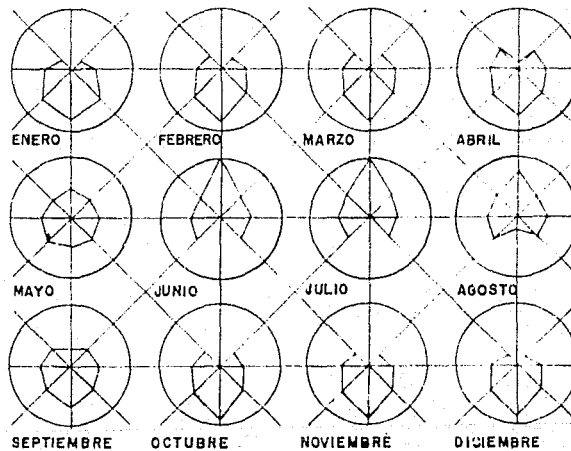 ENERO FEBRERO MARZO ABRIL
MAYO JUNIO JULIO AGOSTO
SEPTIEMBRE OCTUBRE NOVIEMBRE DICIEMBRE